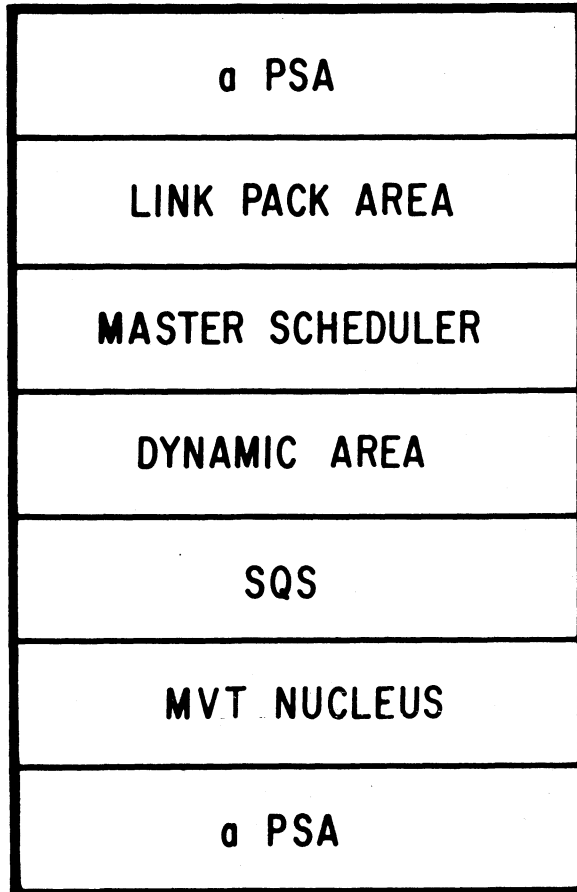 a PSA
LINK PACK AREA
MASTER SCHEDULER
DYNAMIC AREA
SQS
MVT NUCLEUS
a PSA